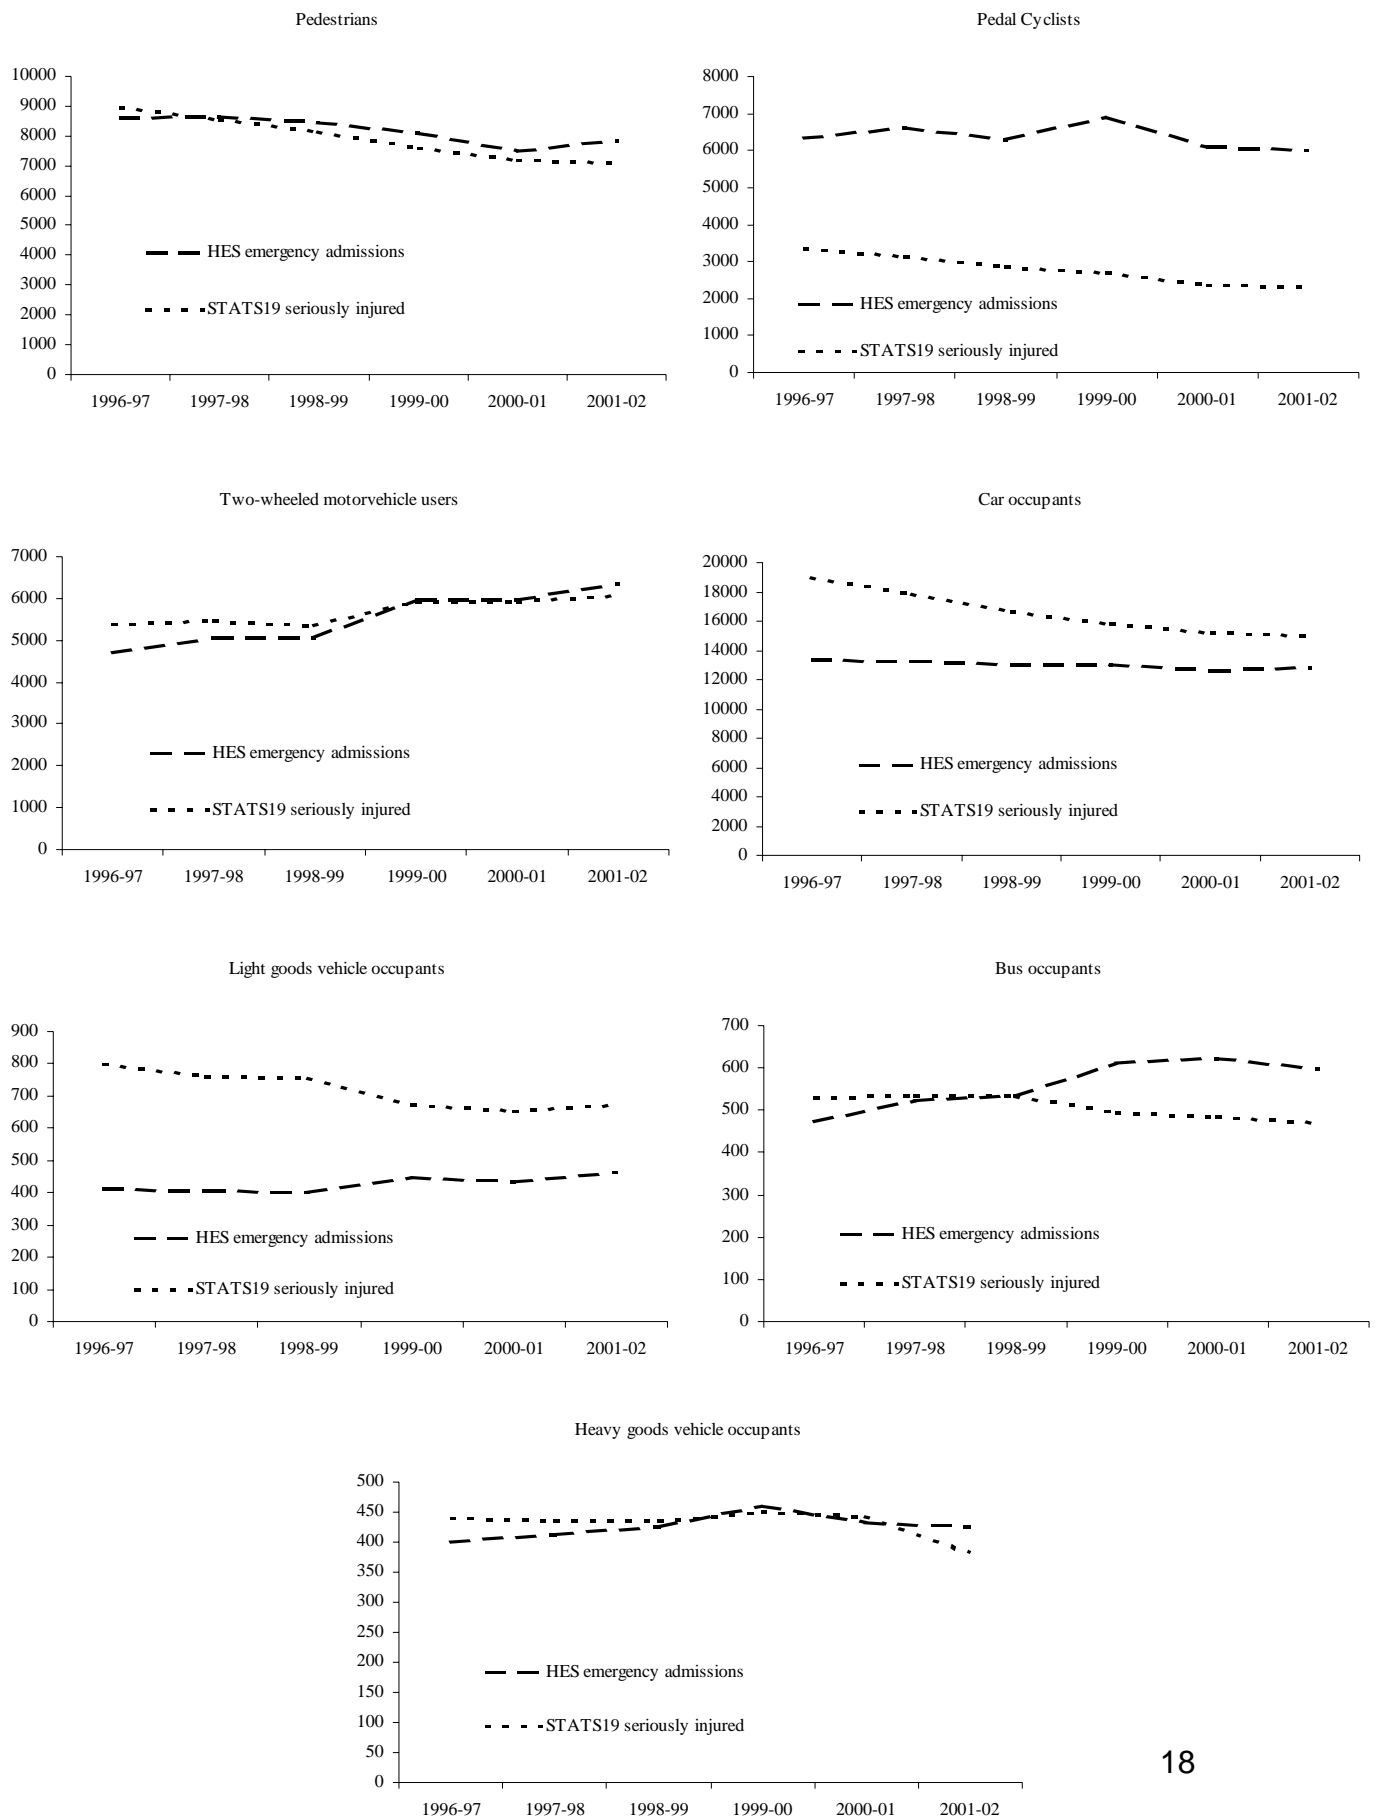 Pedestrians
10000
9000
8000
7000
6000
5000
4000
3000
2000
1000
0
HES emergency admissions
STATS19 seriously injured
1996-97 1997-98 1998-99 1999-00 2000-01 2001-02
Pedal Cyclists
8000
7000
6000
5000
4000
3000
2000
1000
0
HES emergency admissions
STATS19 seriously injured
1996-97 1997-98 1998-99 1999-00 2000-01 2001-02
Two-wheeled motorvehicle users
7000
6000
5000
4000
3000
2000
1000
0
HES emergency admissions
STATS19 seriously injured
1996-97 1997-98 1998-99 1999-00 2000-01 2001-02
Car occupants
20000
18000
16000
14000
12000
10000
8000
6000
4000
2000
0
HES emergency admissions
STATS19 seriously injured
1996-97 1997-98 1998-99 1999-00 2000-01 2001-02
Light goods vehicle occupants
900
800
700
600
500
400
300
200
100
0
HES emergency admissions
STATS19 seriously injured
1996-97 1997-98 1998-99 1999-00 2000-01 2001-02
Bus occupants
700
600
500
400
300
200
100
0
HES emergency admissions
STATS19 seriously injured
1996-97 1997-98 1998-99 1999-00 2000-01 2001-02
Heavy goods vehicle occupants
500
450
400
350
300
250
200
150
100
50
0
HES emergency admissions
STATS19 seriously injured
1996-97 1997-98 1998-99 1999-00 2000-01 2001-02
18